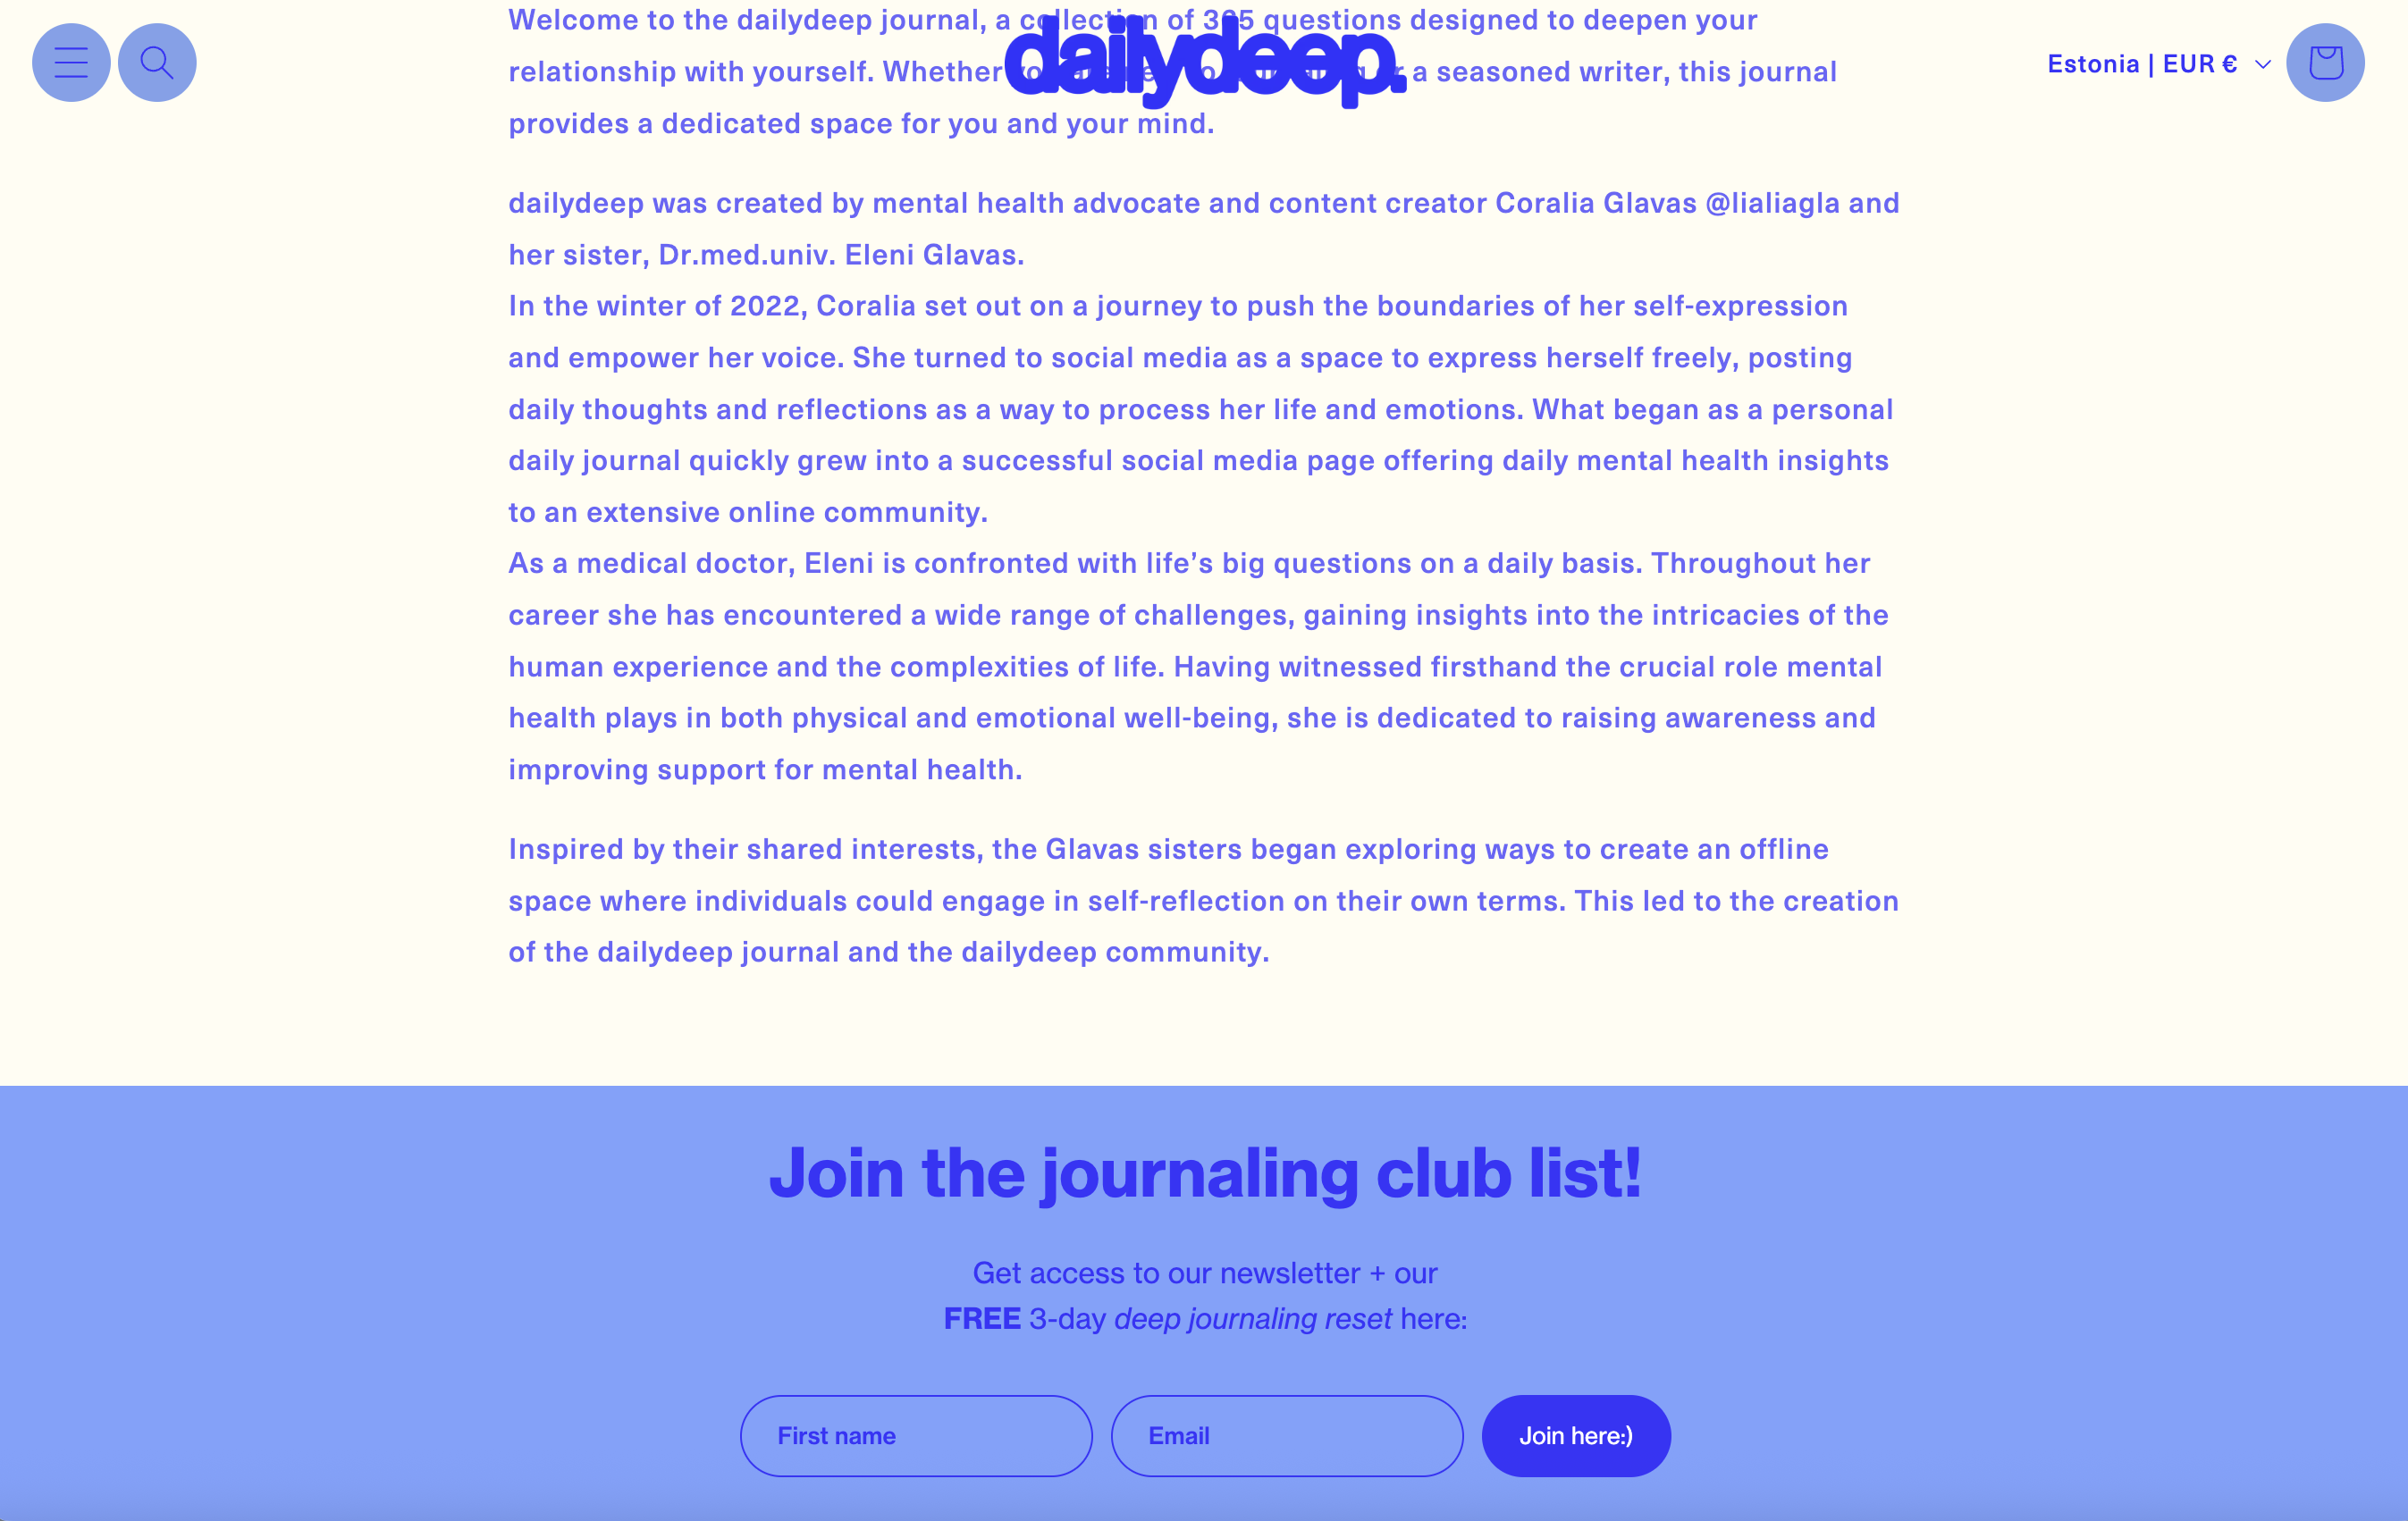 dailydeep.
Estonia | EUR €
Welcome to the dailydeep journal, a collection of 365 questions designed to deepen your
relationship with yourself. Whether a seasoned writer, this journal
provides a dedicated space for you and your mind.
dailydeep was created by mental health advocate and content creator Coralia Glavas @lialiagla and
her sister, Dr.med.univ. Eleni Glavas.
In the winter of 2022, Coralia set out on a journey to push the boundaries of her self-expression
and empower her voice. She turned to social media as a space to express herself freely, posting
daily thoughts and reflections as a way to process her life and emotions. What began as a personal
daily journal quickly grew into a successful social media page offering daily mental health insights
to an extensive online community.
As a medical doctor, Eleni is confronted with life’s big questions on a daily basis. Throughout her
career she has encountered a wide range of challenges, gaining insights into the intricacies of the
human experience and the complexities of life. Having witnessed firsthand the crucial role mental
health plays in both physical and emotional well-being, she is dedicated to raising awareness and
improving support for mental health.
Inspired by their shared interests, the Glavas sisters began exploring ways to create an offline
space where individuals could engage in self-reflection on their own terms. This led to the creation
of the dailydeep journal and the dailydeep community.
Join the journaling club list!
Get access to our newsletter + our
FREE 3-day deep journaling reset here:
First name
Email
Join here:)